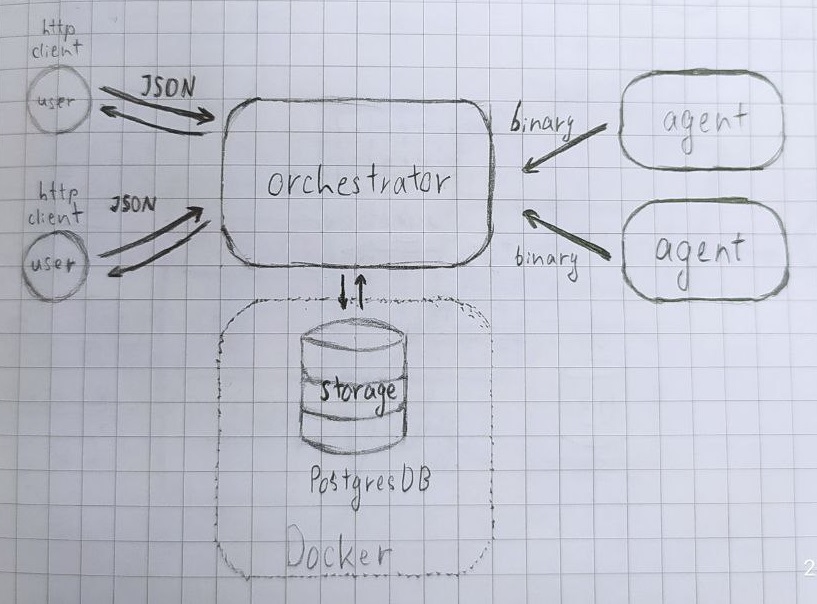 http
client
user
JSON
http
client
user
JSON
orchestrator
binary
agent
binary
agent
storage
PostgresDB
Docker
2